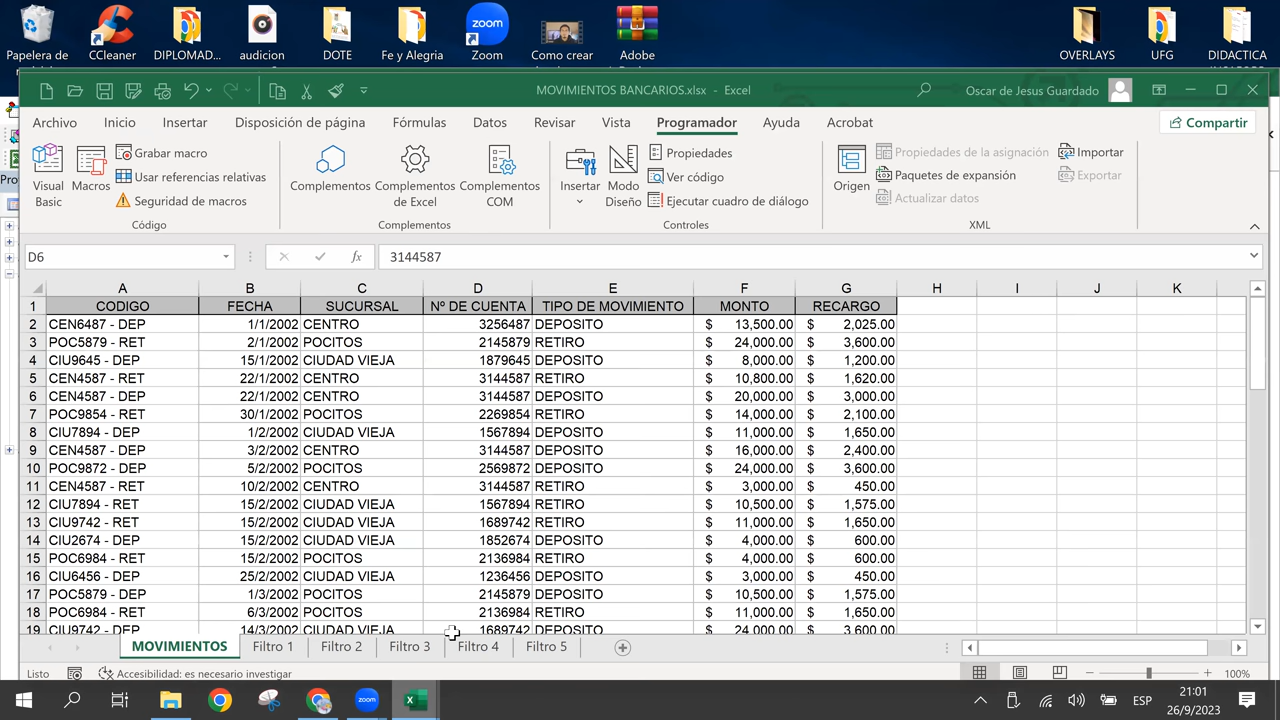 Papelera de
CCleaner
DIPLOMAD...
audicion
DOTE
Fe y Alegria
zoom
Zoom
Como crear
Adobe
OVERLAYS
UFG
DIDACTICA
MOVIMIENTOS BANCARIOS.xlsx - Excel
Oscar de Jesus Guardado
Archivo Inicio Insertar Disposición de página Fórmulas Datos Revisar Vista Programador Ayuda Acrobat Compartir
Visual Basic
Macros
Grabar macro
Usar referencias relativas
Seguridad de macros
Código
Complementos
Complementos de Excel
Complementos COM
Complementos
Insertar
Modo Diseño
Propiedades
Ver código
Ejecutar cuadro de diálogo
Controles
Origen
Propiedades de la asignación
Paquetes de expansión
Actualizar datos
Importar
Exportar
XML
D6 fx 3144587
A B C D E F G H I J K
1 CODIGO FECHA SUCURSAL Nº DE CUENTA TIPO DE MOVIMIENTO MONTO RECARGO
2 CEN6487 - DEP 1/1/2002 CENTRO 3256487 DEPOSITO $ 13,500.00 $ 2,025.00
3 POC5879 - RET 2/1/2002 POCITOS 2145879 RETIRO $ 24,000.00 $ 3,600.00
4 CIU9645 - DEP 15/1/2002 CIUDAD VIEJA 1879645 DEPOSITO $ 8,000.00 $ 1,200.00
5 CEN4587 - RET 22/1/2002 CENTRO 3144587 RETIRO $ 10,800.00 $ 1,620.00
6 CEN4587 - DEP 22/1/2002 CENTRO 3144587 DEPOSITO $ 20,000.00 $ 3,000.00
7 POC9854 - RET 30/1/2002 POCITOS 2269854 RETIRO $ 14,000.00 $ 2,100.00
8 CIU7894 - DEP 1/2/2002 CIUDAD VIEJA 1567894 DEPOSITO $ 11,000.00 $ 1,650.00
9 CEN4587 - DEP 3/2/2002 CENTRO 3144587 DEPOSITO $ 16,000.00 $ 2,400.00
10 POC9872 - DEP 5/2/2002 POCITOS 2569872 DEPOSITO $ 24,000.00 $ 3,600.00
11 CEN4587 - RET 10/2/2002 CENTRO 3144587 RETIRO $ 3,000.00 $ 450.00
12 CIU7894 - RET 15/2/2002 CIUDAD VIEJA 1567894 RETIRO $ 10,500.00 $ 1,575.00
13 CIU9742 - RET 15/2/2002 CIUDAD VIEJA 1689742 RETIRO $ 11,000.00 $ 1,650.00
14 CIU2674 - DEP 15/2/2002 CIUDAD VIEJA 1852674 DEPOSITO $ 4,000.00 $ 600.00
15 POC6984 - RET 15/2/2002 POCITOS 2136984 RETIRO $ 4,000.00 $ 600.00
16 CIU6456 - DEP 25/2/2002 CIUDAD VIEJA 1236456 DEPOSITO $ 3,000.00 $ 450.00
17 POC5879 - DEP 1/3/2002 POCITOS 2145879 DEPOSITO $ 10,500.00 $ 1,575.00
18 POC6984 - RET 6/3/2002 POCITOS 2136984 RETIRO $ 11,000.00 $ 1,650.00
19 CIU9742 - DEP 14/3/2002 CIUDAD VIEJA 1689742 DEPOSITO $ 24,000.00 $ 3,600.00
MOVIMIENTOS Filtro 1 Filtro 2 Filtro 3 Filtro 4 Filtro 5
Listo Accesibilidad: es necesario investigar 100%
zoom ESP 21:01
26/9/2023